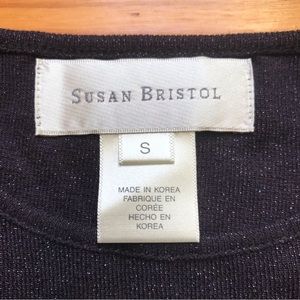 SUSAN BRISTOL
S
MADE IN KOREA
FABRIQUE EN
CORÉE
HECHO EN
KOREA